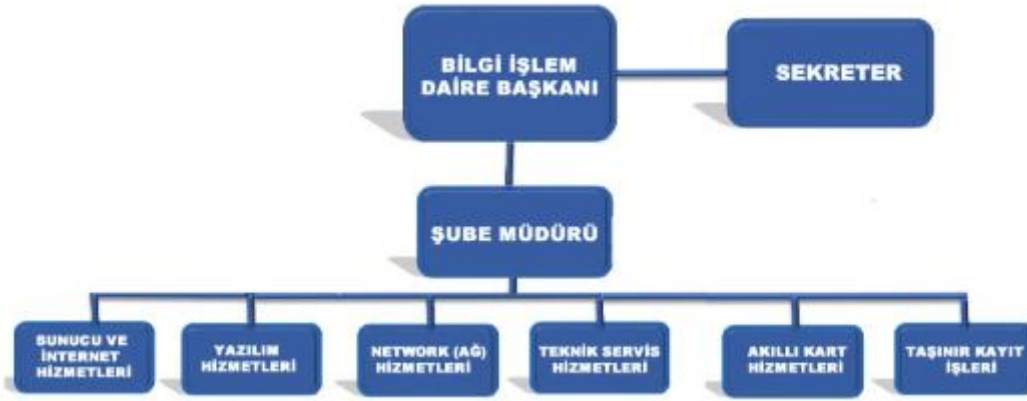 BİLGİ İŞLEM
DAİRE BAŞKANI
SEKRETER
ŞUBE MÜDÜRÜ
SUNUCU VE
İNTERNET
HİZMETLERİ
YAZILIM
HİZMETLERİ
NETWORK (AĞ)
HİZMETLERİ
TEKNİK SERVİS
HİZMETLERİ
AKILLI KART
HİZMETLERİ
TAŞINIR KAYIT
İŞLERİ